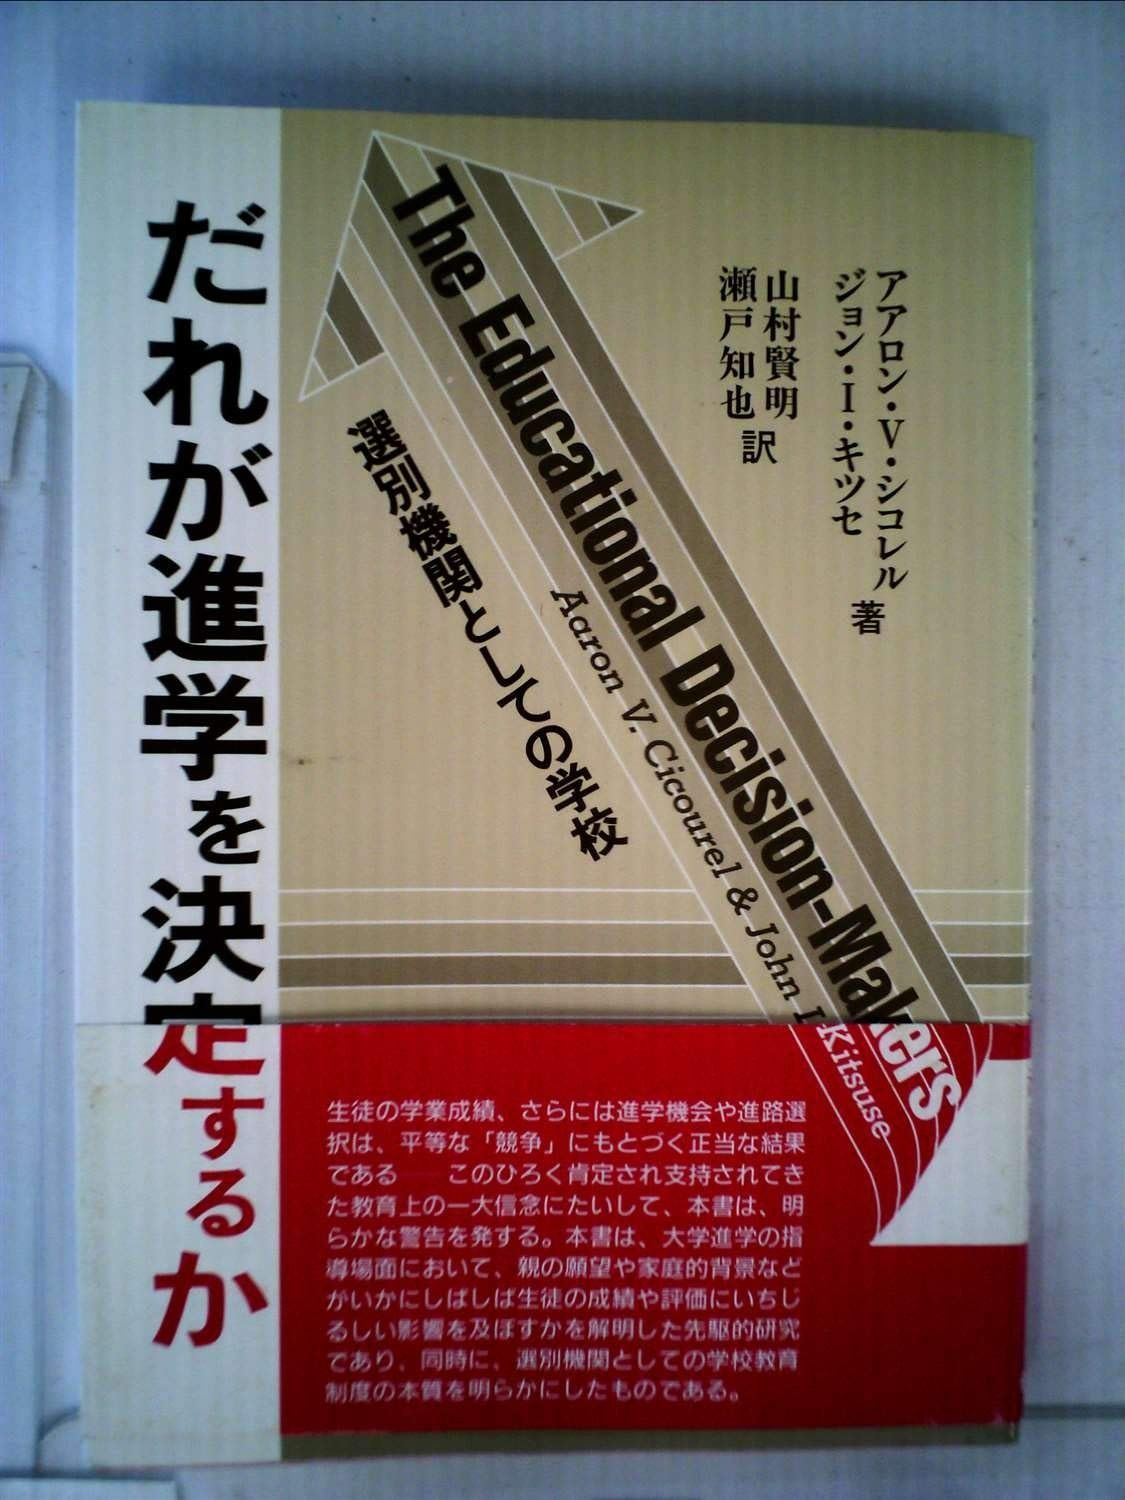 アアロン・V・シコレル
ジョン・I・キツセ
著
山村賢明
瀬戸知也
訳
The Educational Decision-Makers
Aaron V. Cicourel & John I. Kitsuse
選別機関としての学校
だれが進学を決定するか
生徒の学業成績、さらには進学機会や進路選
択は、平等な「競争」にもとづく正当な結果
である──このひろく肯定され支持されてき
た教育上の一大信念にたいして、本書は、明
らかな警告を発する。本書は、大学進学の指
導場面において、親の願望や家庭的背景など
がいかにしばしば生徒の成績や評価にいちじ
るしい影響を及ぼすかを解明した先駆的研究
であり、同時に、選別機関としての学校教育
制度の本質を明らかにしたものである。